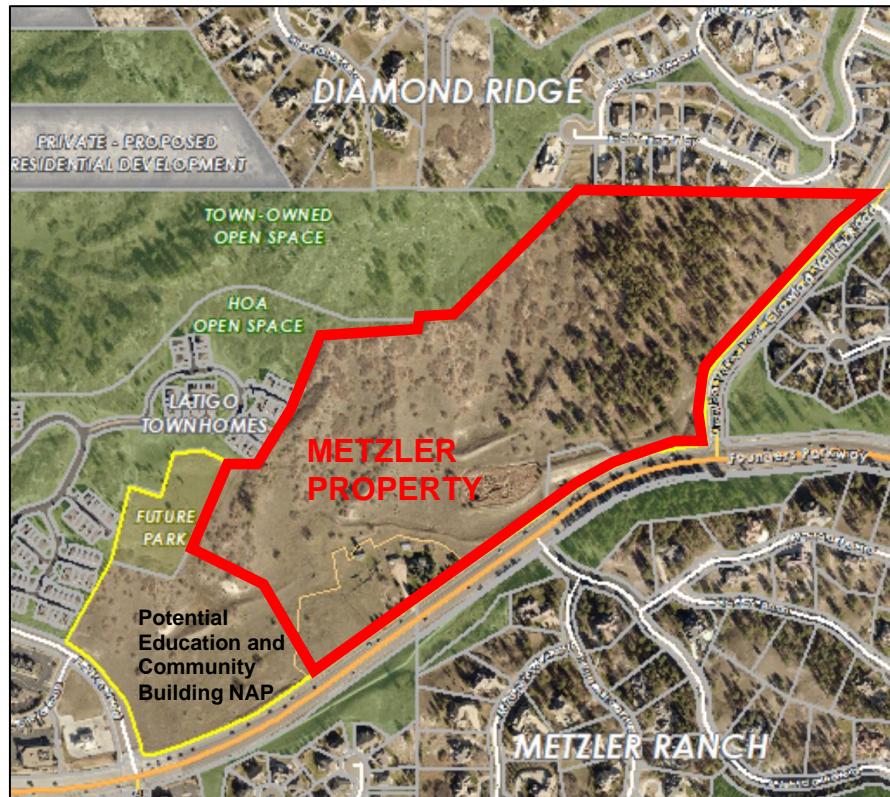 DIAMOND RIDGE
PRIVATE - PROPOSED
RESIDENTIAL DEVELOPMENT
TOWN-OWNED
OPEN SPACE
HOA
OPEN SPACE
LATIGO
TOWNHOMES
METZLER
PROPERTY
Founders Parkway
FUTURE
PARK
Potential
Education and
Community
Building NAP
METZLER RANCH